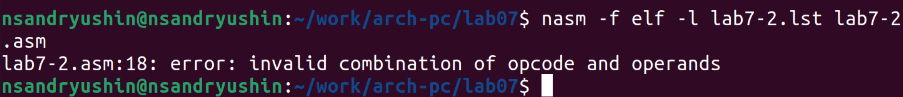 nsandryushin@nsandryushin:~/work/arch-pc/lab07$ nasm -f elf -l lab7-2.lst lab7-2
.asm
lab7-2.asm:18: error: invalid combination of opcode and operands
nsandryushin@nsandryushin:~/work/arch-pc/lab07$